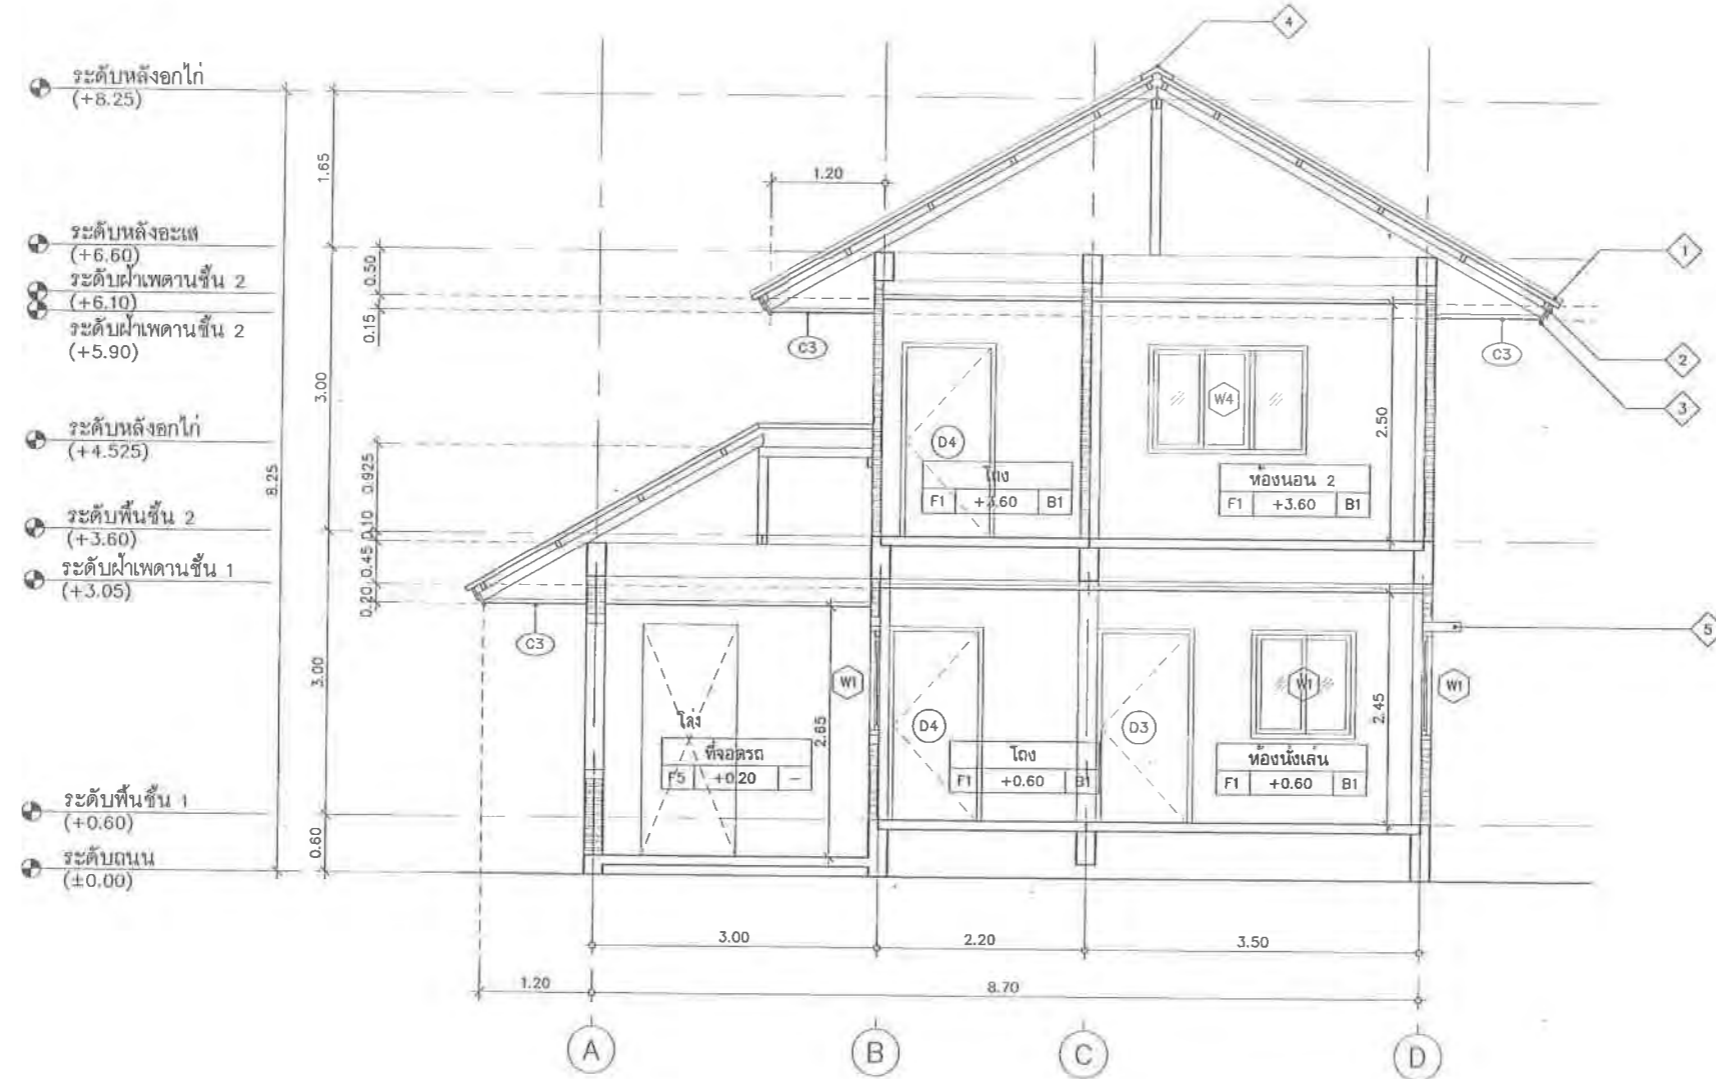 4
ระดับหลังอกไก่
(+8.25)
1.65
1.20
ระดับหลังอะเส
(+6.60)
1
0.50
ระดับฝ้าเพดานชั้น 2
(+6.10)
0.15
ระดับฝ้าเพดานชั้น 2
(+5.90)
C3
C3
2
3.00
W4
3
2.50
ระดับหลังอกไก่
(+4.525)
D4
0.925
8.25
โถง
F1 +3.60 B1
ห้องนอน 2
F1 +3.60 B1
ระดับพื้นชั้น 2
(+3.60)
0.10
0.45
ระดับฝ้าเพดานชั้น 1
(+3.05)
0.20
C3
5
3.00
W1
W1
W1
2.65
2.45
โล่ง
D4
D3
ที่จอดรถ
F5 +0.20 –
โถง
F1 +0.60 B1
ห้องนั่งเล่น
F1 +0.60 B1
ระดับพื้นชั้น 1
(+0.60)
0.60
ระดับถนน
(±0.00)
3.00
2.20
3.50
1.20
8.70
A
B
C
D